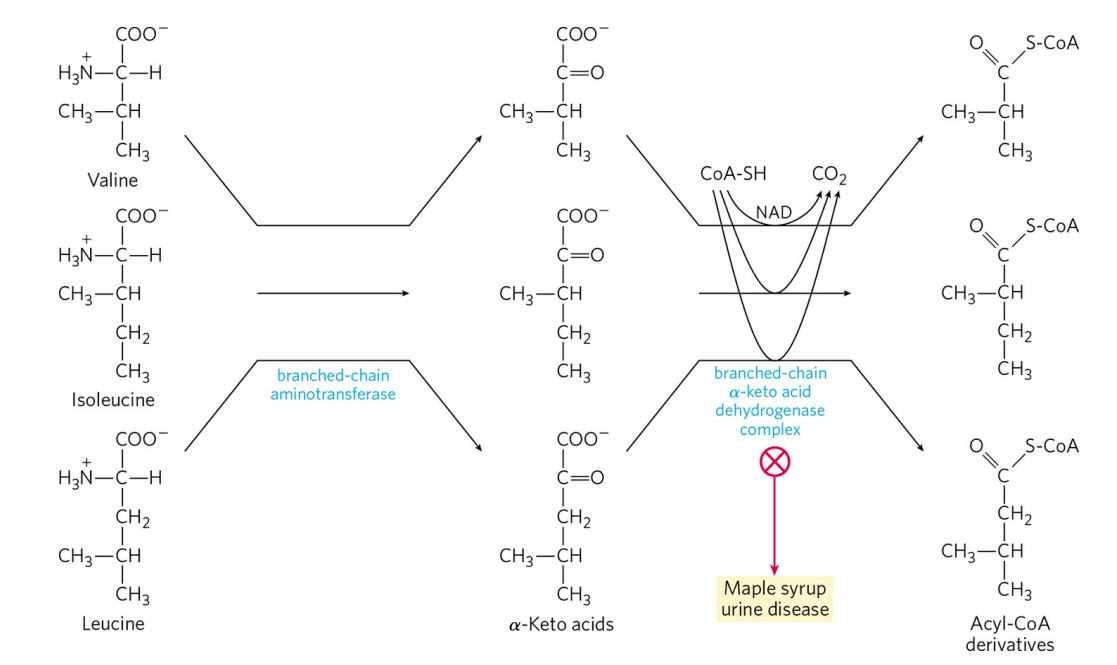 COO⁻
H₃N⁺—C—H
CH₃—CH
CH₃
Valine
COO⁻
H₃N⁺—C—H
CH₃—CH
CH₂
CH₃
Isoleucine
COO⁻
H₃N⁺—C—H
CH₂
CH₃—CH
CH₃
Leucine
branched-chain
aminotransferase
COO⁻
C=O
CH₃—CH
CH₃
COO⁻
C=O
CH₃—CH
CH₂
CH₃
COO⁻
C=O
CH₂
CH₃—CH
CH₃
α-Keto acids
CoA-SH
CO₂
NAD
branched-chain
α-keto acid
dehydrogenase
complex
Maple syrup
urine disease
O S-CoA
C
CH₃—CH
CH₃
O S-CoA
C
CH₃—CH
CH₂
CH₃
O S-CoA
C
CH₂
CH₃—CH
CH₃
Acyl-CoA
derivatives